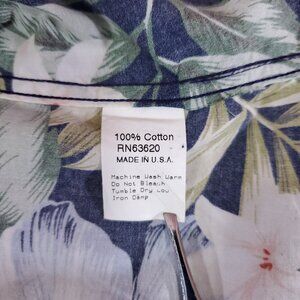 100% Cotton
RN63620
MADE IN U.S.A.
Machine Wash Warm
Do Not Bleach
Tumble Dry Low
Iron Damp